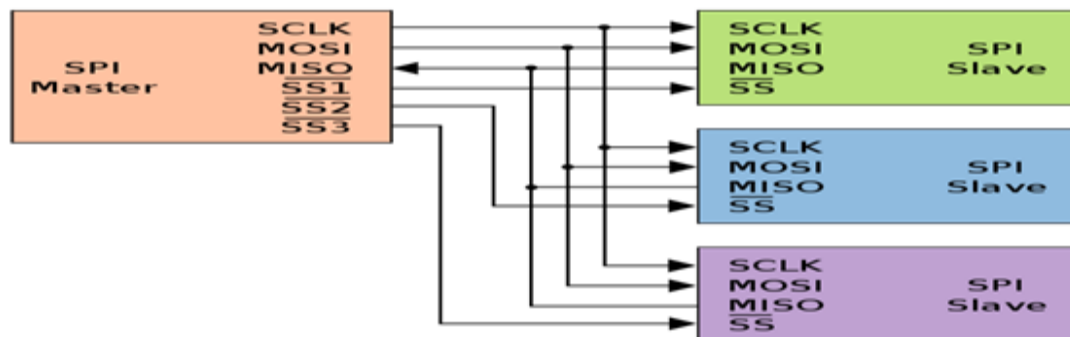 SPI
Master
SCLK
MOSI
MISO
SS1
SS2
SS3
SCLK
MOSI
MISO
SS
SPI
Slave
SCLK
MOSI
MISO
SS
SPI
Slave
SCLK
MOSI
MISO
SS
SPI
Slave